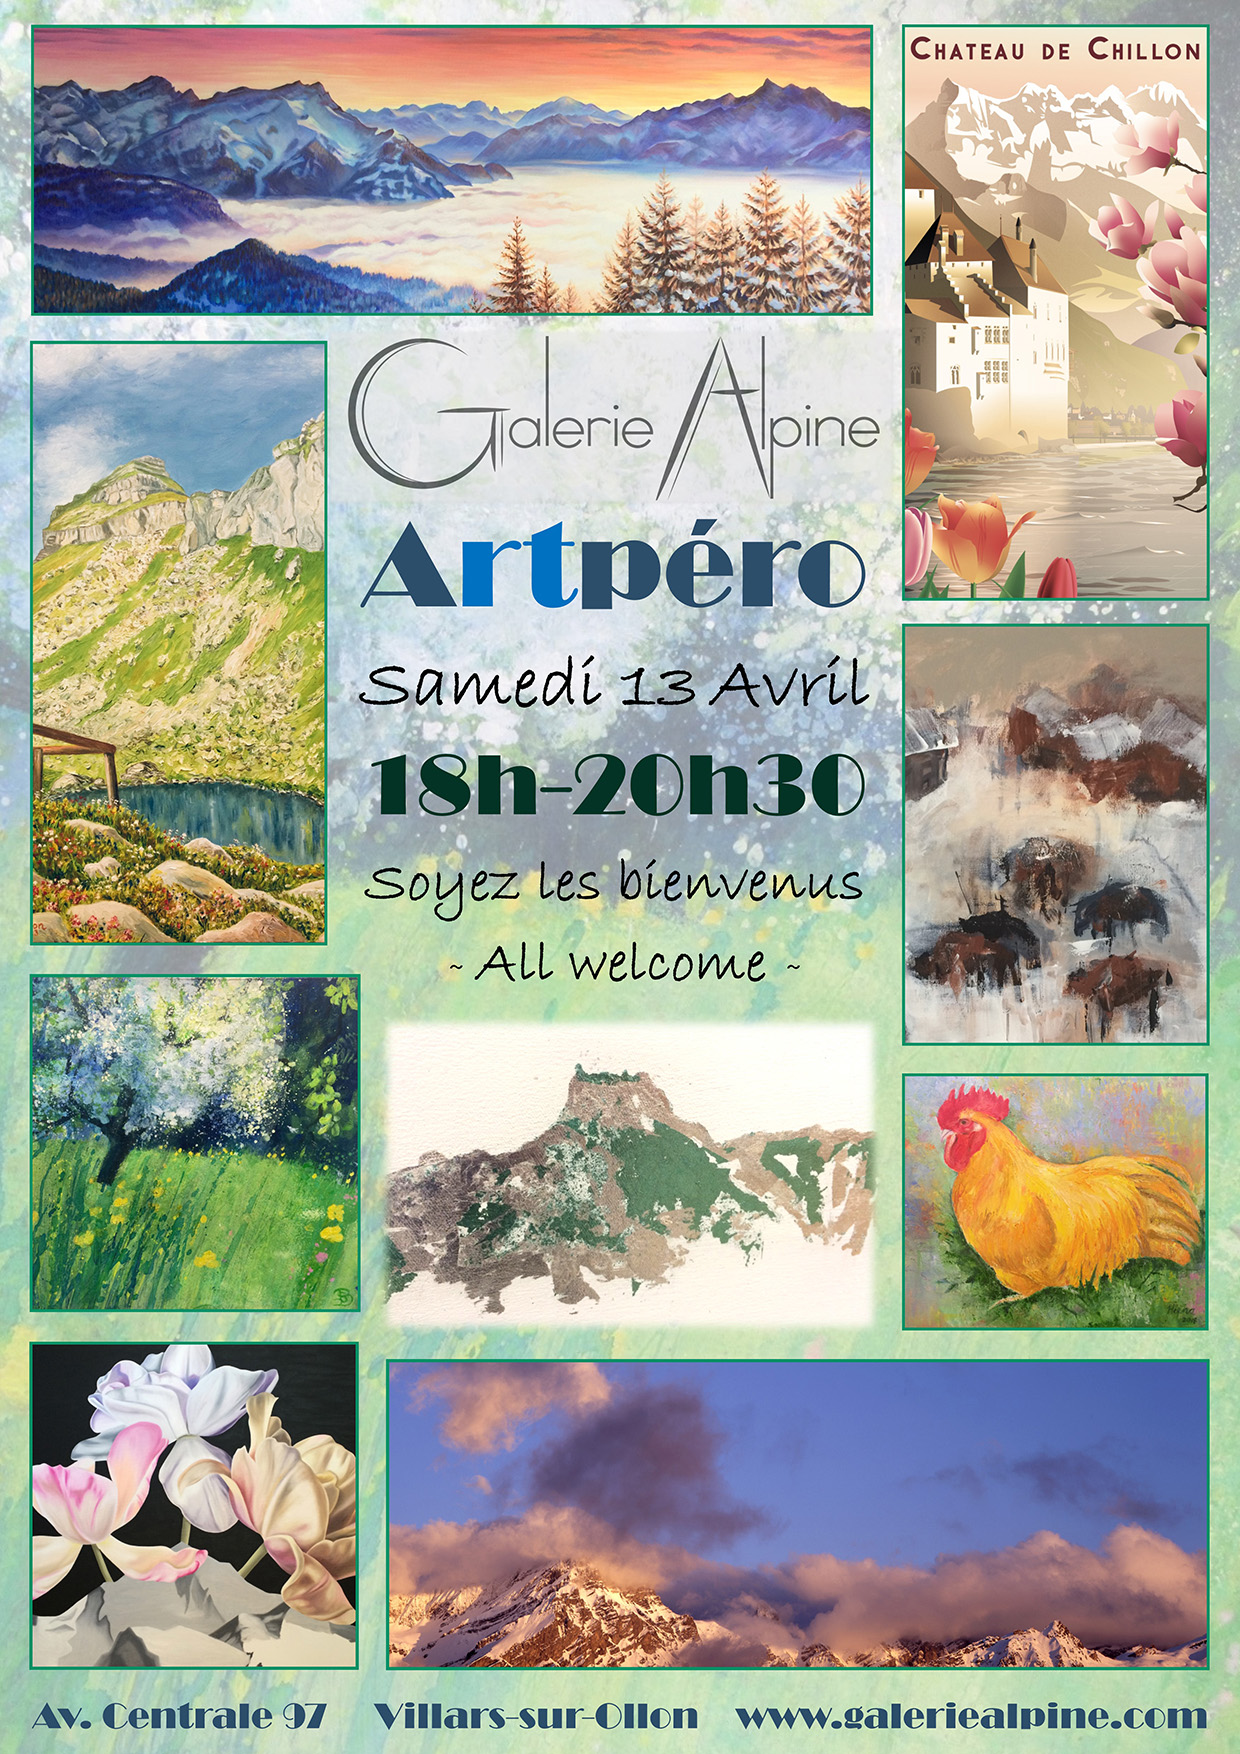 CHATEAU DE CHILLON
Galerie Alpine
Artpéro
Samedi 13 Avril
18h-20h30
Soyez les bienvenus
~ All welcome ~
Av. Centrale 97 Villars-sur-Ollon www.galeriealpine.com